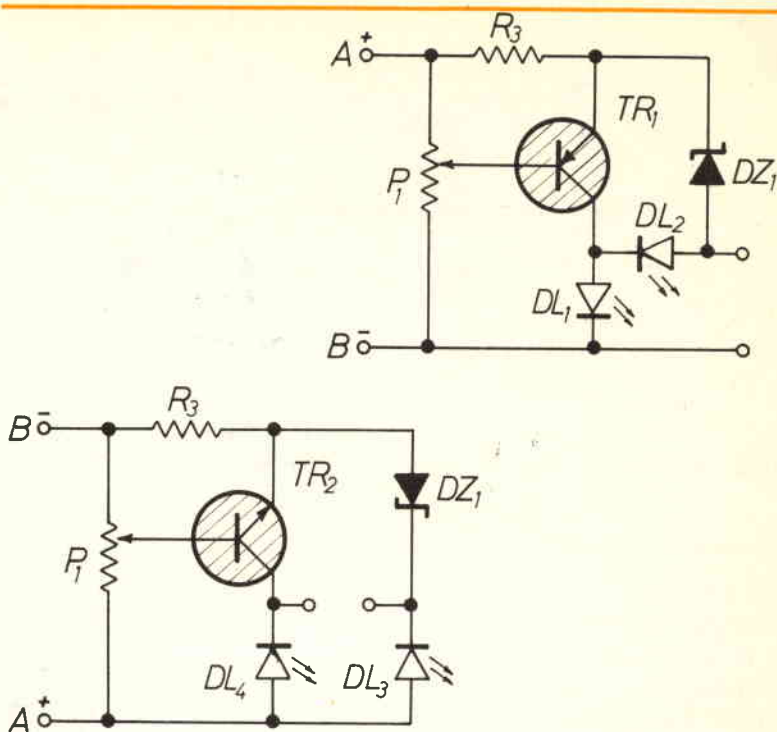 R₃
A +
TR₁
P₁
DZ₁
DL₂
DL₁
B −
R₃
B −
TR₂
DZ₁
P₁
DL₄
DL₃
A +